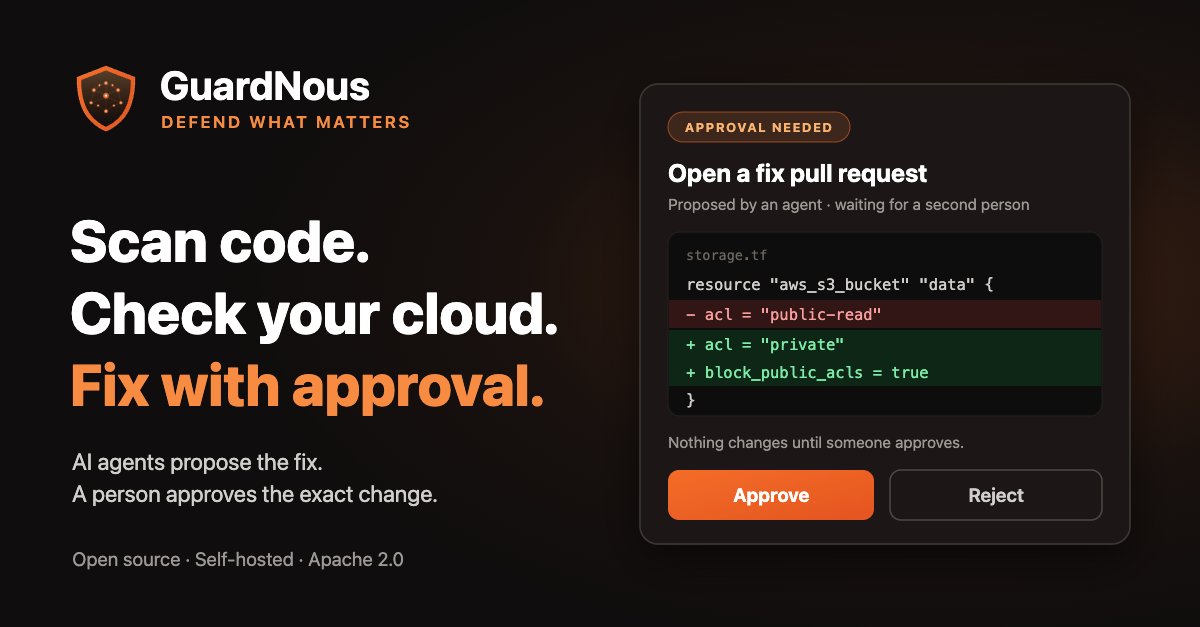 GuardNous
DEFEND WHAT MATTERS
Scan code.
Check your cloud.
Fix with approval.
AI agents propose the fix.
A person approves the exact change.
Open source · Self-hosted · Apache 2.0
APPROVAL NEEDED
Open a fix pull request
Proposed by an agent · waiting for a second person
storage.tf
resource "aws_s3_bucket" "data" {
− acl = "public-read"
+ acl = "private"
+ block_public_acls = true
}
Nothing changes until someone approves.
Approve
Reject